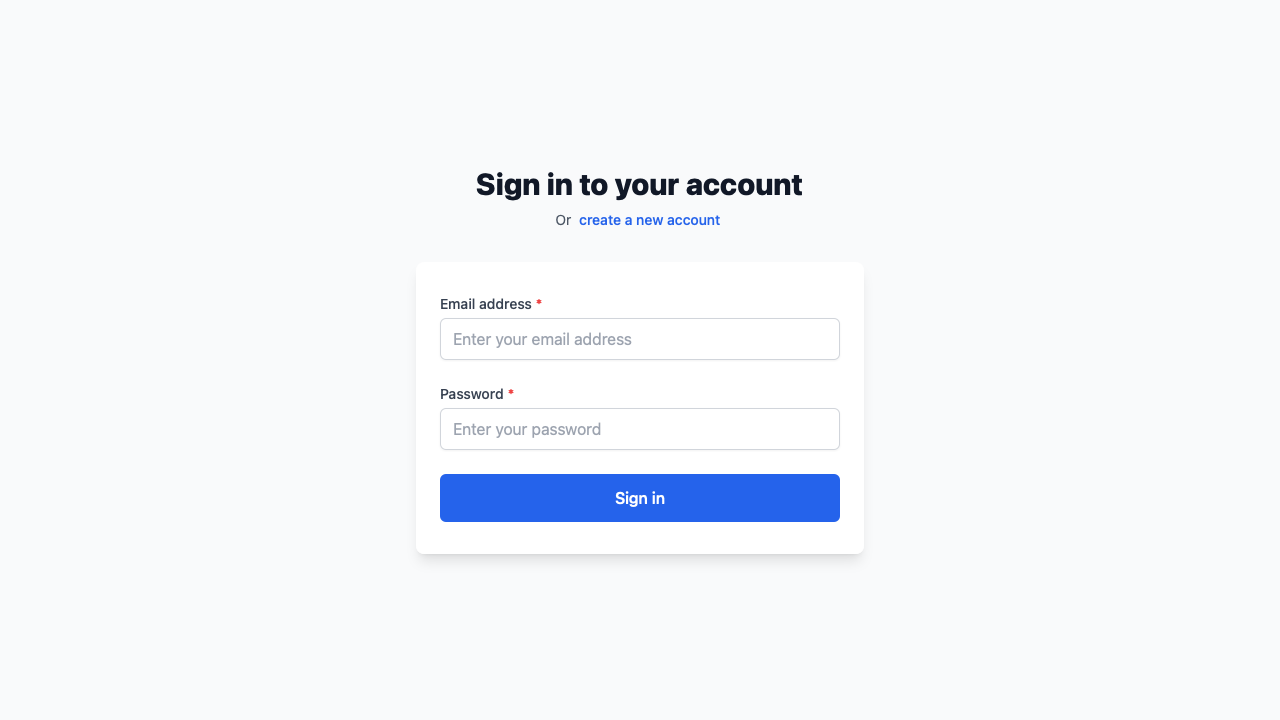 Sign in to your account
Or create a new account
Email address *
Enter your email address
Password *
Enter your password
Sign in